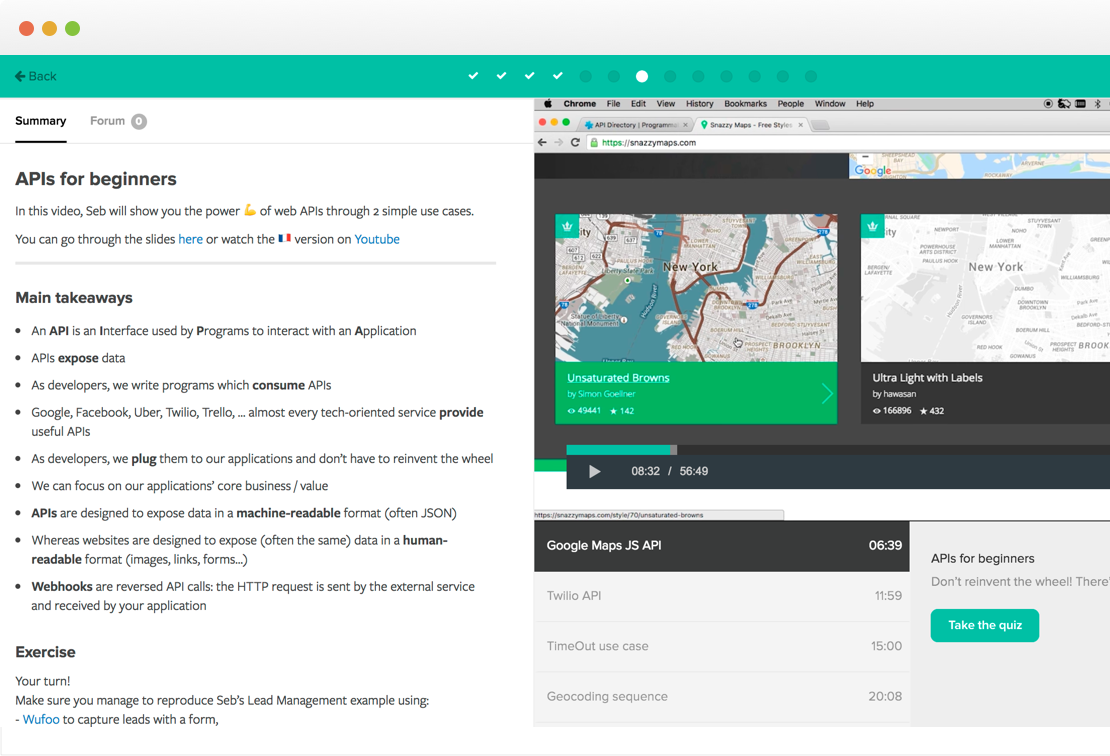 Back
Summary
Forum 0
APIs for beginners
In this video, Seb will show you the power 💪 of web APIs through 2 simple use cases.
You can go through the slides here or watch the 🇫🇷 version on Youtube
Main takeaways
An API is an Interface used by Programs to interact with an Application
APIs expose data
As developers, we write programs which consume APIs
Google, Facebook, Uber, Twilio, Trello, ... almost every tech-oriented service provide
useful APIs
As developers, we plug them to our applications and don’t have to reinvent the wheel
We can focus on our applications’ core business / value
APIs are designed to expose data in a machine-readable format (often JSON)
Whereas websites are designed to expose (often the same) data in a human-
readable format (images, links, forms...)
Webhooks are reversed API calls: the HTTP request is sent by the external service
and received by your application
Exercise
Your turn!
Make sure you manage to reproduce Seb’s Lead Management example using:
- Wufoo to capture leads with a form,
Chrome File Edit View History Bookmarks People Window Help
API Directory | Programma
Snazzy Maps - Free Styles
https://snazzymaps.com
Google
New York
BROOKLYN
Unsaturated Browns
by Simon Goellner
49441 142
New York
GOVERNORS
ISLAND
RED HOOK
DUMBO
DOWNTOWN
BROOKLYN
WILLIAMSBURG
Ultra Light with Labels
by hawasan
166896 432
08:32 / 56:49
https://snazzymaps.com/style/70/unsaturated-browns
Google Maps JS API 06:39
Twilio API 11:59
TimeOut use case 15:00
Geocoding sequence 20:08
APIs for beginners
Don't reinvent the wheel! There'
Take the quiz